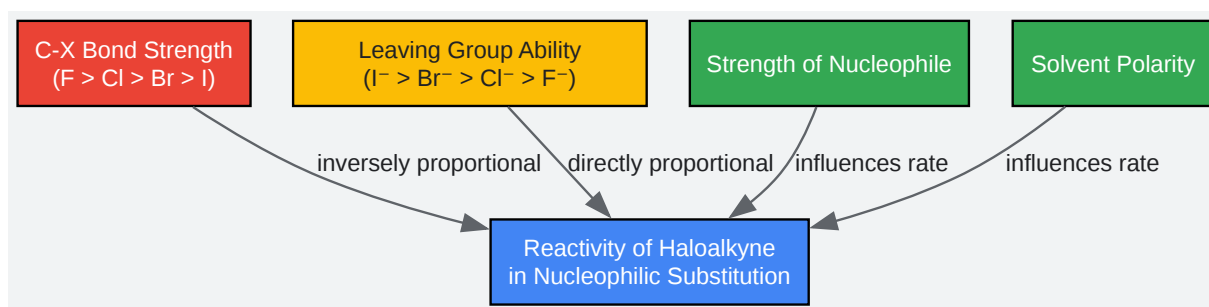 C-X Bond Strength
(F > Cl > Br > I)
Leaving Group Ability
(I⁻ > Br⁻ > Cl⁻ > F⁻)
Strength of Nucleophile
Solvent Polarity
inversely proportional
directly proportional
influences rate
influences rate
Reactivity of Haloalkyne
in Nucleophilic Substitution